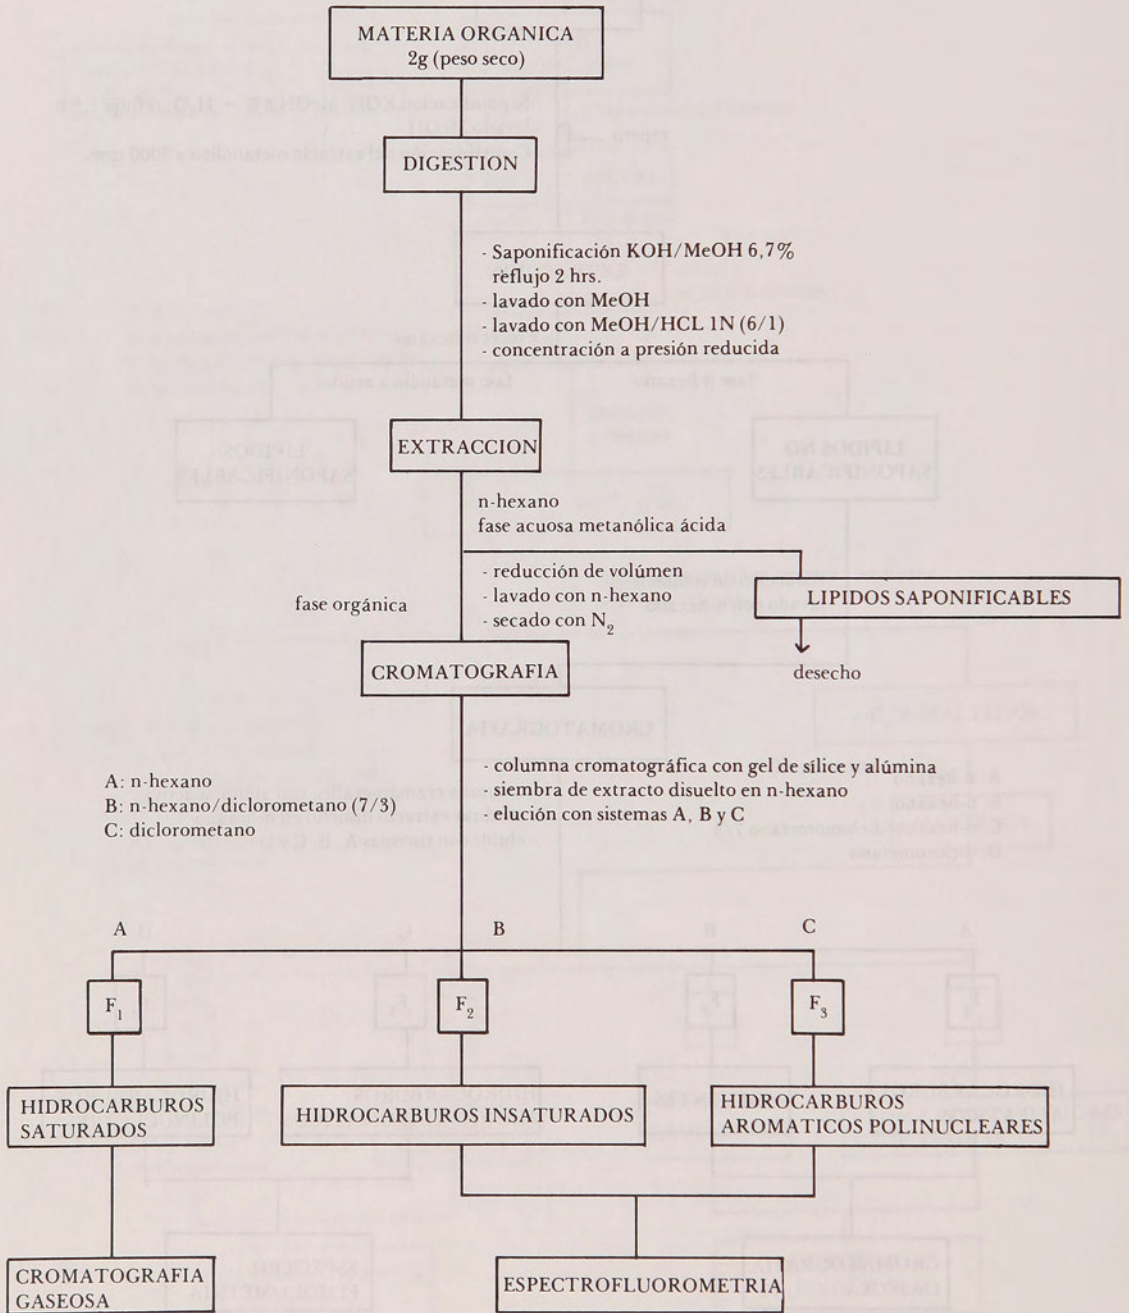 MATERIA ORGANICA
2g (peso seco)
DIGESTION
- Saponificación KOH/MeOH 6,7%
reflujo 2 hrs.
- lavado con MeOH
- lavado con MeOH/HCL 1N (6/1)
- concentración a presión reducida
EXTRACCION
n-hexano
fase acuosa metanólica ácida
fase orgánica
- reducción de volúmen
- lavado con n-hexano
- secado con N₂
LIPIDOS SAPONIFICABLES
desecho
CROMATOGRAFIA
A: n-hexano
B: n-hexano/diclorometano (7/3)
C: diclorometano
- columna cromatográfica con gel de sílice y alúmina
- siembra de extracto disuelto en n-hexano
- elución con sistemas A, B y C
A
B
C
F₁
F₂
F₃
HIDROCARBUROS
SATURADOS
HIDROCARBUROS INSATURADOS
HIDROCARBUROS
AROMATICOS POLINUCLEARES
CROMATOGRAFIA
GASEOSA
ESPECTROFLUOROMETRIA